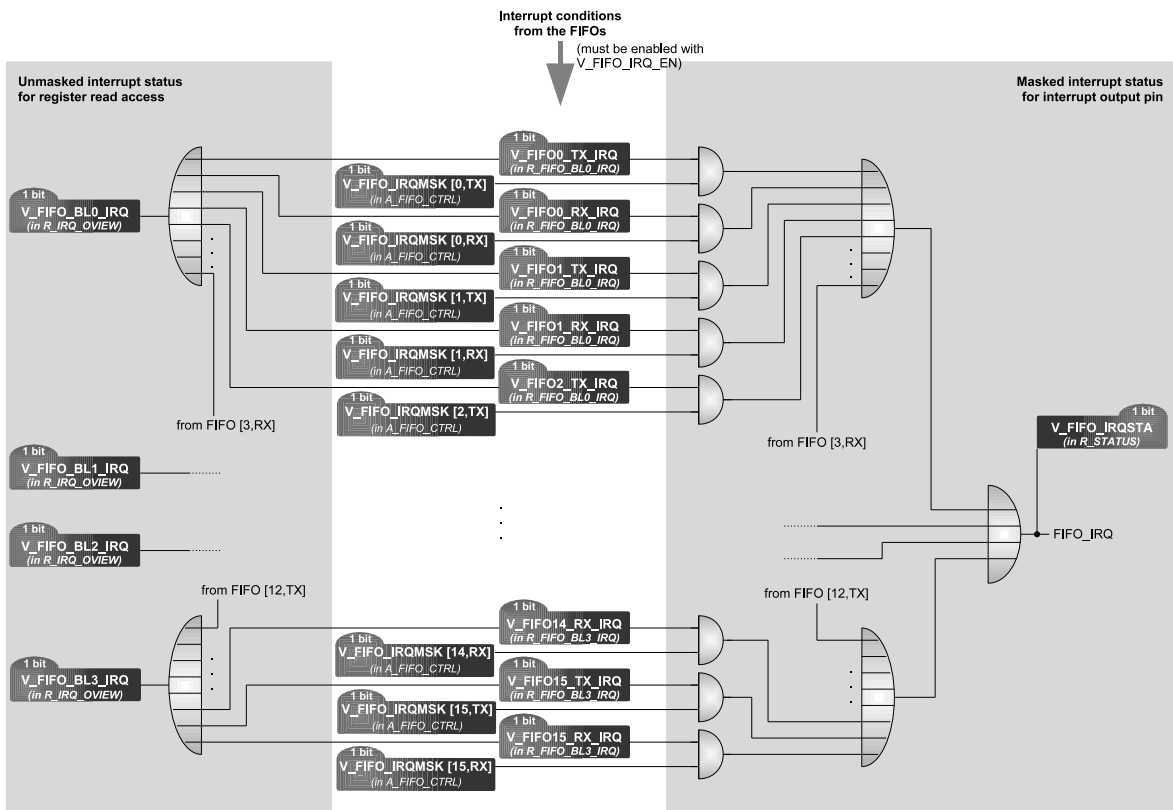 Interrupt conditions
from the FIFOs
(must be enabled with
V_FIFO_IRQ_EN)
Unmasked interrupt status
for register read access
Masked interrupt status
for interrupt output pin
1 bit
V_FIFO_BL0_IRQ
(in R_IRQ_OVIEW)
from FIFO [3,RX]
1 bit
V_FIFO_BL1_IRQ
(in R_IRQ_OVIEW)
1 bit
V_FIFO_BL2_IRQ
(in R_IRQ_OVIEW)
from FIFO [12,TX]
1 bit
V_FIFO_BL3_IRQ
(in R_IRQ_OVIEW)
1 bit
V_FIFO0_TX_IRQ
(in R_FIFO_BL0_IRQ)
1 bit
V_FIFO_IRQMSK [0,TX]
(in A_FIFO_CTRL)
1 bit
V_FIFO0_RX_IRQ
(in R_FIFO_BL0_IRQ)
1 bit
V_FIFO_IRQMSK [0,RX]
(in A_FIFO_CTRL)
1 bit
V_FIFO1_TX_IRQ
(in R_FIFO_BL0_IRQ)
1 bit
V_FIFO_IRQMSK [1,TX]
(in A_FIFO_CTRL)
1 bit
V_FIFO1_RX_IRQ
(in R_FIFO_BL0_IRQ)
1 bit
V_FIFO_IRQMSK [1,RX]
(in A_FIFO_CTRL)
1 bit
V_FIFO2_TX_IRQ
(in R_FIFO_BL0_IRQ)
1 bit
V_FIFO_IRQMSK [2,TX]
(in A_FIFO_CTRL)
1 bit
V_FIFO14_RX_IRQ
(in R_FIFO_BL3_IRQ)
1 bit
V_FIFO_IRQMSK [14,RX]
(in A_FIFO_CTRL)
1 bit
V_FIFO15_TX_IRQ
(in R_FIFO_BL3_IRQ)
1 bit
V_FIFO_IRQMSK [15,TX]
(in A_FIFO_CTRL)
1 bit
V_FIFO15_RX_IRQ
(in R_FIFO_BL3_IRQ)
1 bit
V_FIFO_IRQMSK [15,RX]
(in A_FIFO_CTRL)
from FIFO [3,RX]
1 bit
V_FIFO_IRQSTA
(in R_STATUS)
FIFO_IRQ
from FIFO [12,TX]